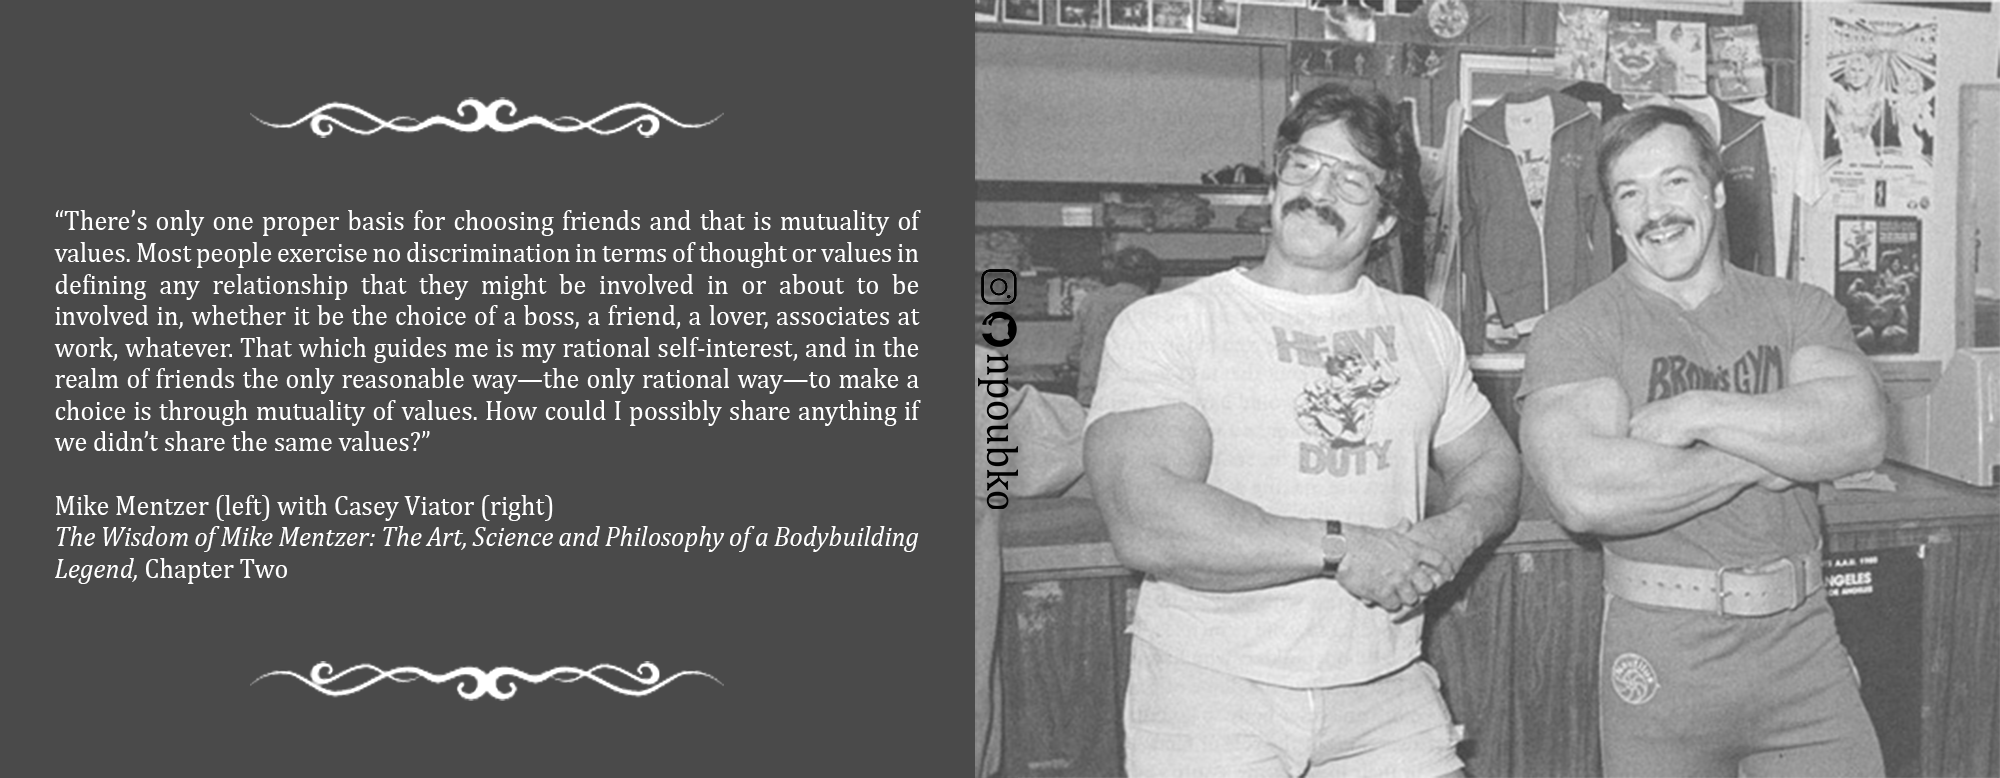 “There’s only one proper basis for choosing friends and that is mutuality of
values. Most people exercise no discrimination in terms of thought or values in
defining any relationship that they might be involved in or about to be
involved in, whether it be the choice of a boss, a friend, a lover, associates at
work, whatever. That which guides me is my rational self-interest, and in the
realm of friends the only reasonable way—the only rational way—to make a
choice is through mutuality of values. How could I possibly share anything if
we didn’t share the same values?”
Mike Mentzer (left) with Casey Viator (right)
The Wisdom of Mike Mentzer: The Art, Science and Philosophy of a Bodybuilding
Legend, Chapter Two
npoubko
HEAVY
DUTY
BROWN'S GYM
Nautilus
A.A.U. 1980
NGELES